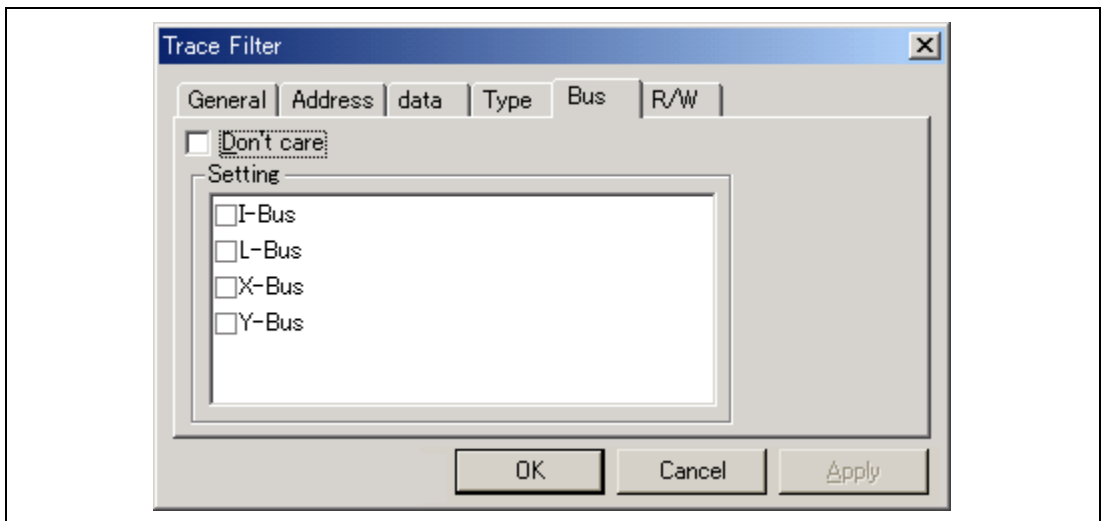 Trace Filter
General Address data Type Bus R/W
Don't care
Setting
I-Bus
L-Bus
X-Bus
Y-Bus
OK Cancel Apply